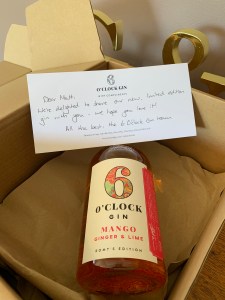 6
O'CLOCK GIN
Dear Matt,
We're delighted to share our new, limited edition
gin with you - we hope you love it!
All the best, the 6 O'clock Gin team
6
O'CLOCK
GIN
MANGO
GINGER & LIME